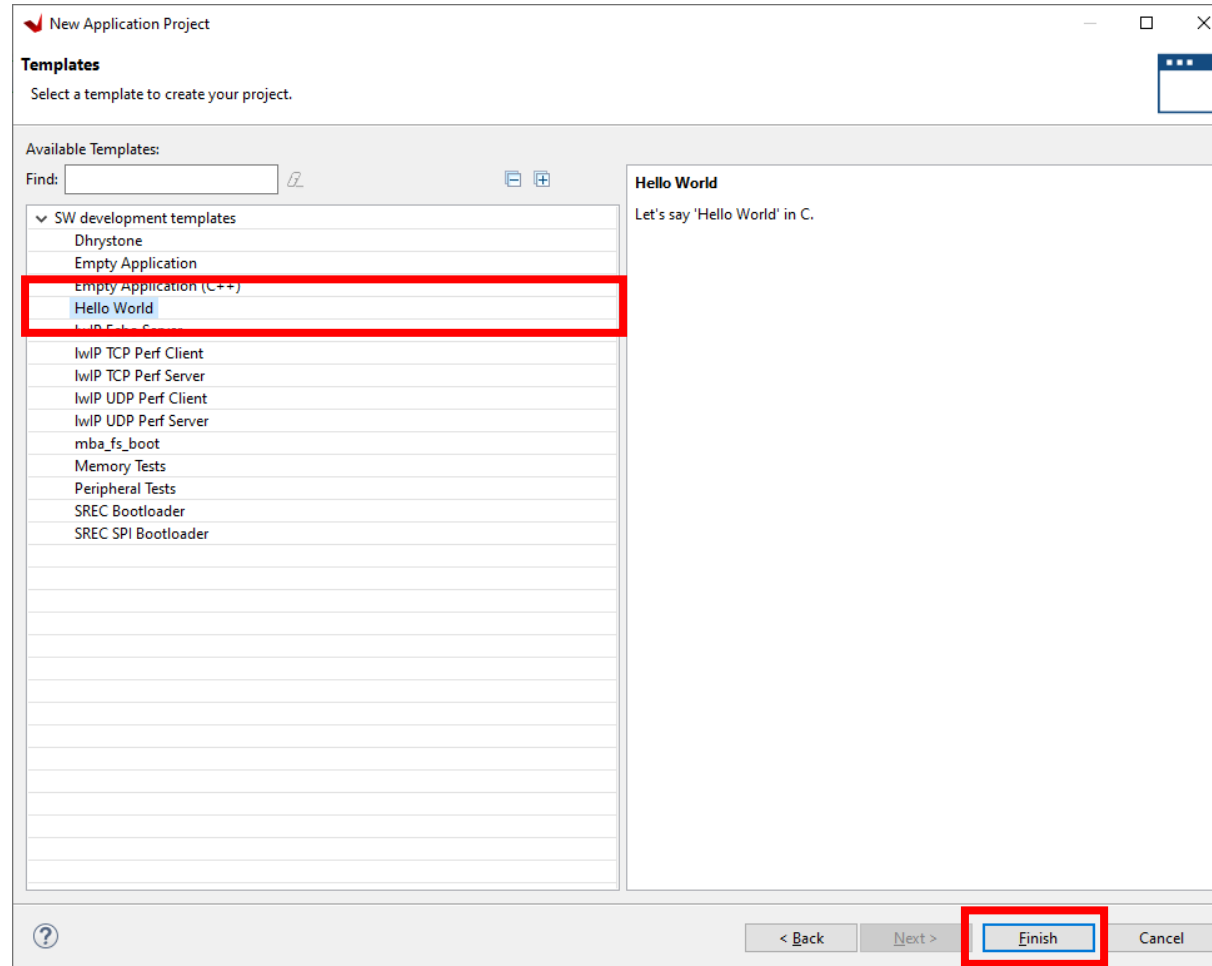 New Application Project
Templates
Select a template to create your project.
Available Templates:
Find:
SW development templates
Dhrystone
Empty Application
Empty Application (C++)
Hello World
lwIP Echo Server
lwIP TCP Perf Client
lwIP TCP Perf Server
lwIP UDP Perf Client
lwIP UDP Perf Server
mba_fs_boot
Memory Tests
Peripheral Tests
SREC Bootloader
SREC SPI Bootloader
Hello World
Let's say 'Hello World' in C.
< Back Next > Finish Cancel